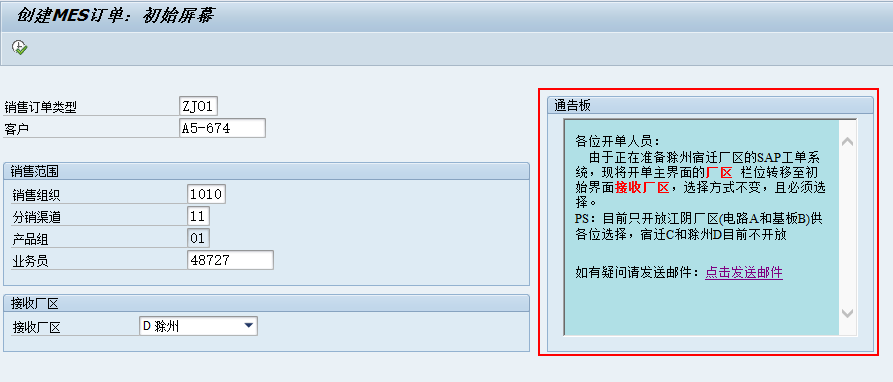 创建MES订单：初始屏幕
销售订单类型 ZJO1
客户 A5-674
销售范围
销售组织 1010
分销渠道 11
产品组 01
业务员 48727
接收厂区
接收厂区 D 滁州
通告板
各位开单人员：
由于正在准备滁州宿迁厂区的SAP工单系
统，现将开单主界面的厂区 栏位转移至初
始界面接收厂区，选择方式不变，且必须选
择。
PS：目前只开放江阴厂区(电路A和基板B)供
各位选择，宿迁C和滁州D目前不开放
如有疑问请发送邮件：点击发送邮件